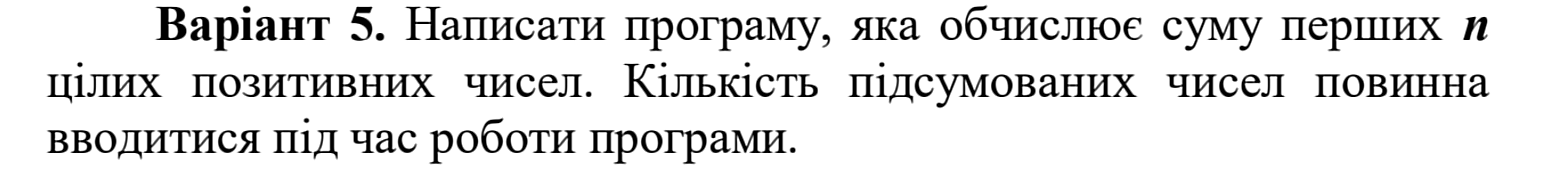 Варіант 5. Написати програму, яка обчислює суму перших n
цілих позитивних чисел. Кількість підсумованих чисел повинна
вводитися під час роботи програми.